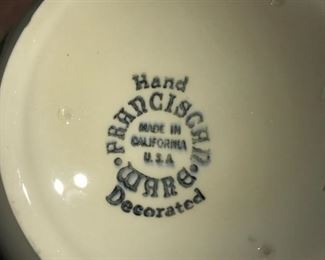 Hand
FRANCISCAN
MADE IN
CALIFORNIA
U.S.A.
WARE
Decorated